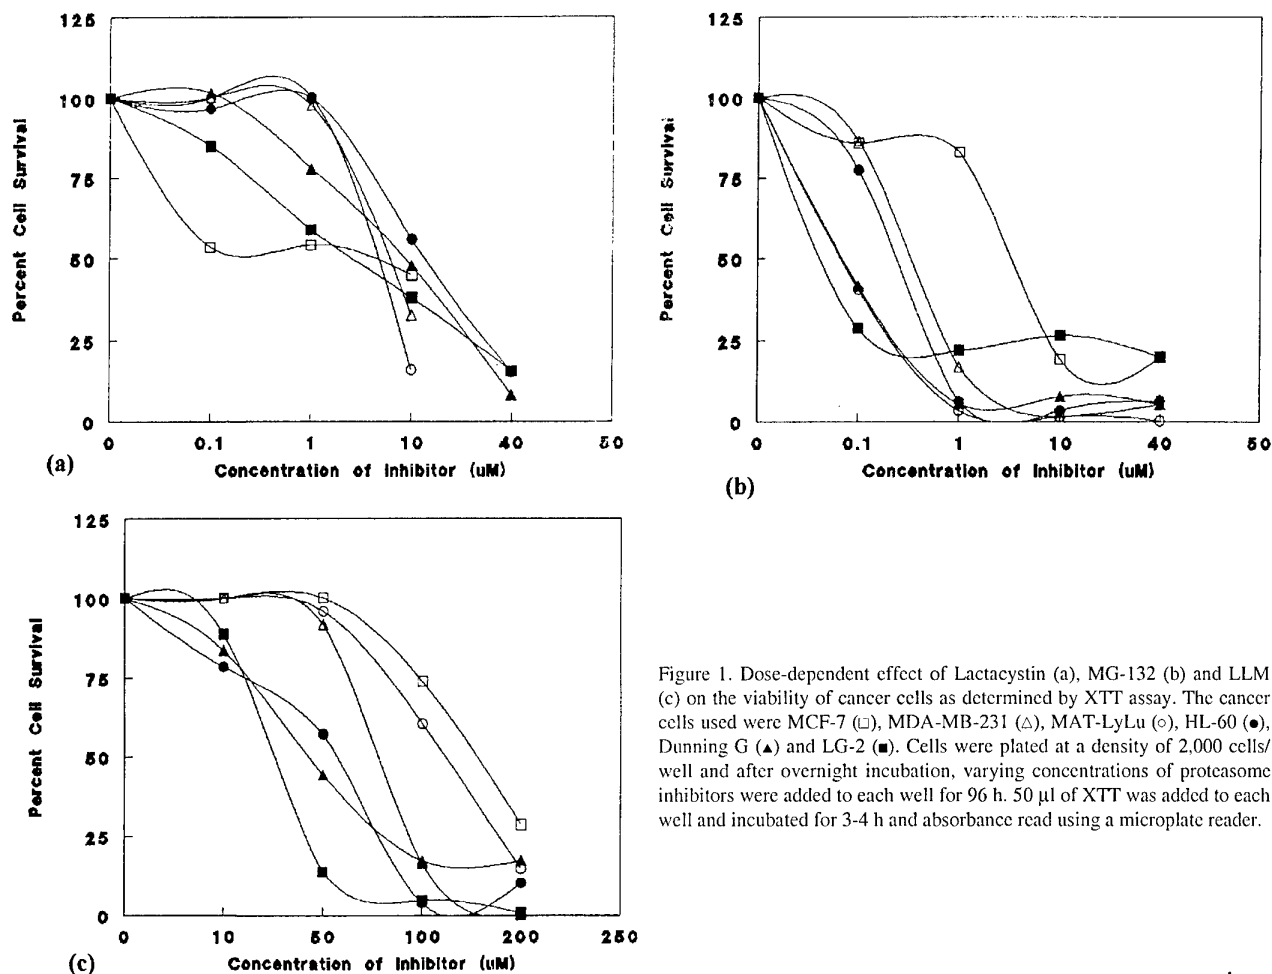 125
100
75
50
25
0
Percent Cell Survival
0 0.1 1 10 40 50
(a)
Concentration of Inhibitor (uM)
125
100
75
50
25
0
Percent Cell Survival
0 0.1 1 10 40 50
(b)
Concentration of Inhibitor (uM)
125
100
75
50
25
0
Percent Cell Survival
0 10 50 100 200 250
(c)
Concentration of Inhibitor (uM)
Figure 1. Dose-dependent effect of Lactacystin (a), MG-132 (b) and LLM
(c) on the viability of cancer cells as determined by XTT assay. The cancer
cells used were MCF-7 (□), MDA-MB-231 (△), MAT-LyLu (○), HL-60 (●),
Dunning G (▲) and LG-2 (■). Cells were plated at a density of 2,000 cells/
well and after overnight incubation, varying concentrations of proteasome
inhibitors were added to each well for 96 h. 50 µl of XTT was added to each
well and incubated for 3-4 h and absorbance read using a microplate reader.